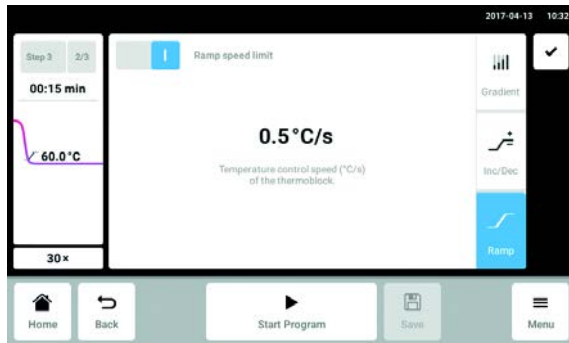 2017-04-13 10:32
Step 3 2/3
Ramp speed limit
00:15 min
Gradient
0.5°C/s
60.0°C
Temperature control speed (°C/s)
of the thermoblock.
Inc/Dec
Ramp
30×
Home Back Start Program Save Menu